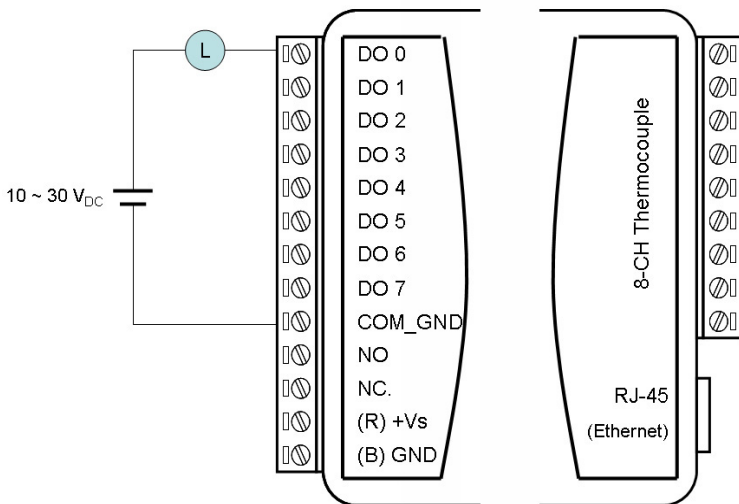 L
10 ~ 30 VDC
DO 0
DO 1
DO 2
DO 3
DO 4
DO 5
DO 6
DO 7
COM_GND
NO
NC.
(R) +Vs
(B) GND
8-CH Thermocouple
RJ-45
(Ethernet)